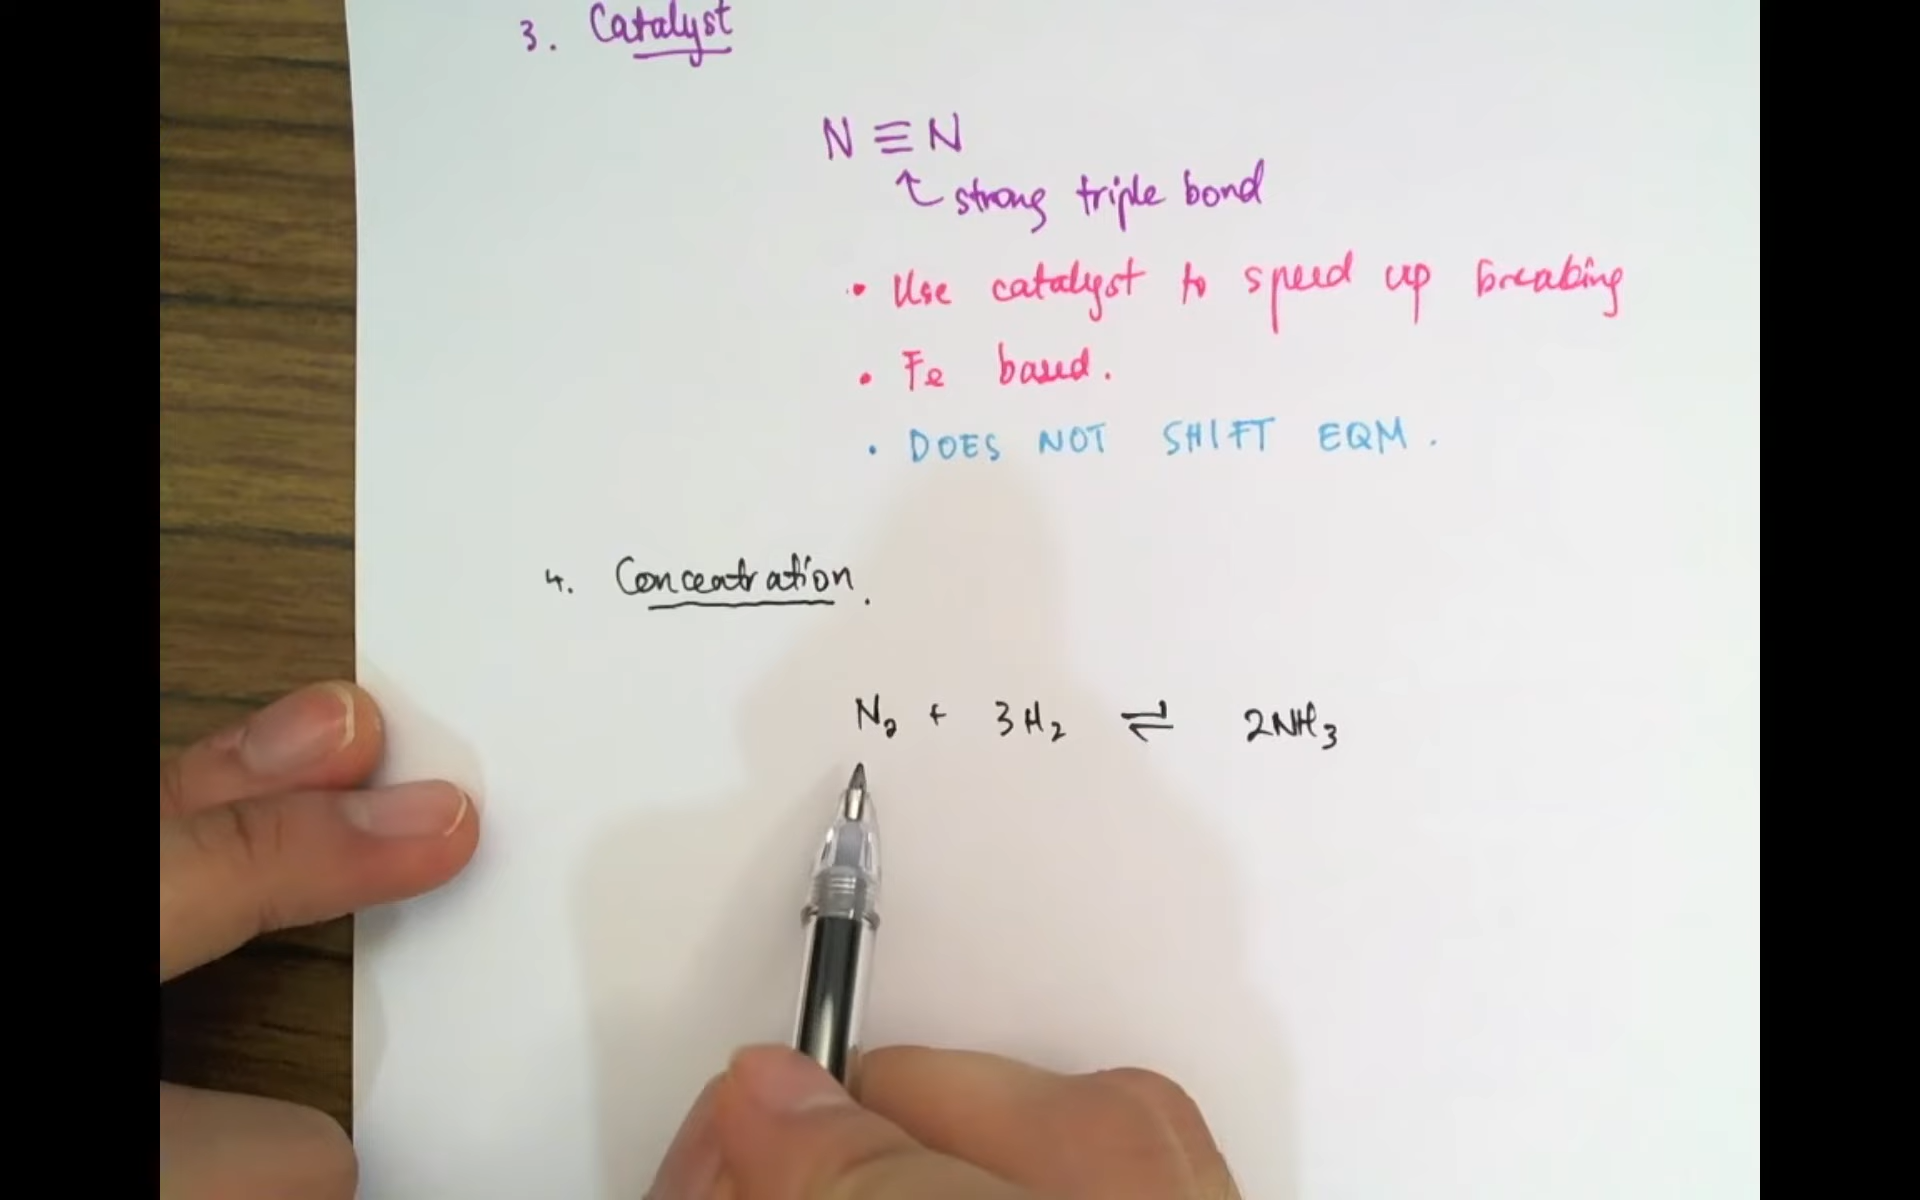 3. Catalyst
N ≡ N
↑ strong triple bond
• Use catalyst to speed up breaking
• Fe based.
• DOES NOT SHIFT EQM.
4. Concentration.
N₂ + 3H₂ ⇌ 2NH₃